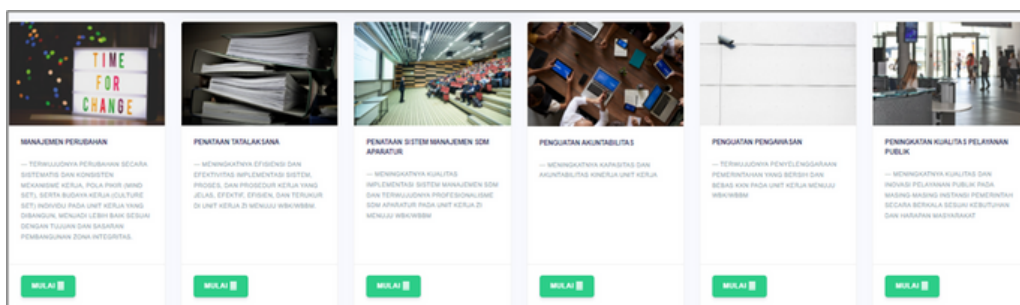 TIME
FOR
CHANGE
MANAJEMEN PERUBAHAN
— TERWUJUDNYA PERUBAHAN SECARA
SISTEMATIS DAN KONSISTEN
MEKANISME KERJA, POLA PIKIR (MIND
SET), SERTA BUDAYA KERJA (CULTURE
SET) INDIVIDU PADA UNIT KERJA YANG
DIBANGUN, MENJADI LEBIH BAIK SESUAI
DENGAN TUJUAN DAN SASARAN
PEMBANGUNAN ZONA INTEGRITAS.
MULAI
PENATAAN TATALAKSANA
— MENINGKATNYA EFISIENSI DAN
EFEKTIVITAS IMPLEMENTASI SISTEM,
PROSES, DAN PROSEDUR KERJA YANG
JELAS, EFEKTIF, EFISIEN, DAN TERUKUR
DI UNIT KERJA ZI MENUJU WBK/WBBM.
MULAI
PENATAAN SISTEM MANAJEMEN SDM
APARATUR
— MENINGKATNYA KUALITAS
IMPLEMENTASI SISTEM MANAJEMEN SDM
DAN TERWUJUDNYA PROFESIONALISME
SDM APARATUR PADA UNIT KERJA ZI
MENUJU WBK/WBBM
MULAI
PENGUATAN AKUNTABILITAS
— MENINGKATNYA KAPASITAS DAN
AKUNTABILITAS KINERJA UNIT KERJA
MULAI
PENGUATAN PENGAWASAN
— TERWUJUDNYA PENYELENGGARAAN
PEMERINTAHAN YANG BERSIH DAN
BEBAS KKN PADA UNIT KERJA MENUJU
WBK/WBBM
MULAI
PENINGKATAN KUALITAS PELAYANAN
PUBLIK
— MENINGKATNYA KUALITAS DAN
INOVASI PELAYANAN PUBLIK PADA
MASING-MASING INSTANSI PEMERINTAH
SECARA BERKALA SESUAI KEBUTUHAN
DAN HARAPAN MASYARAKAT
MULAI